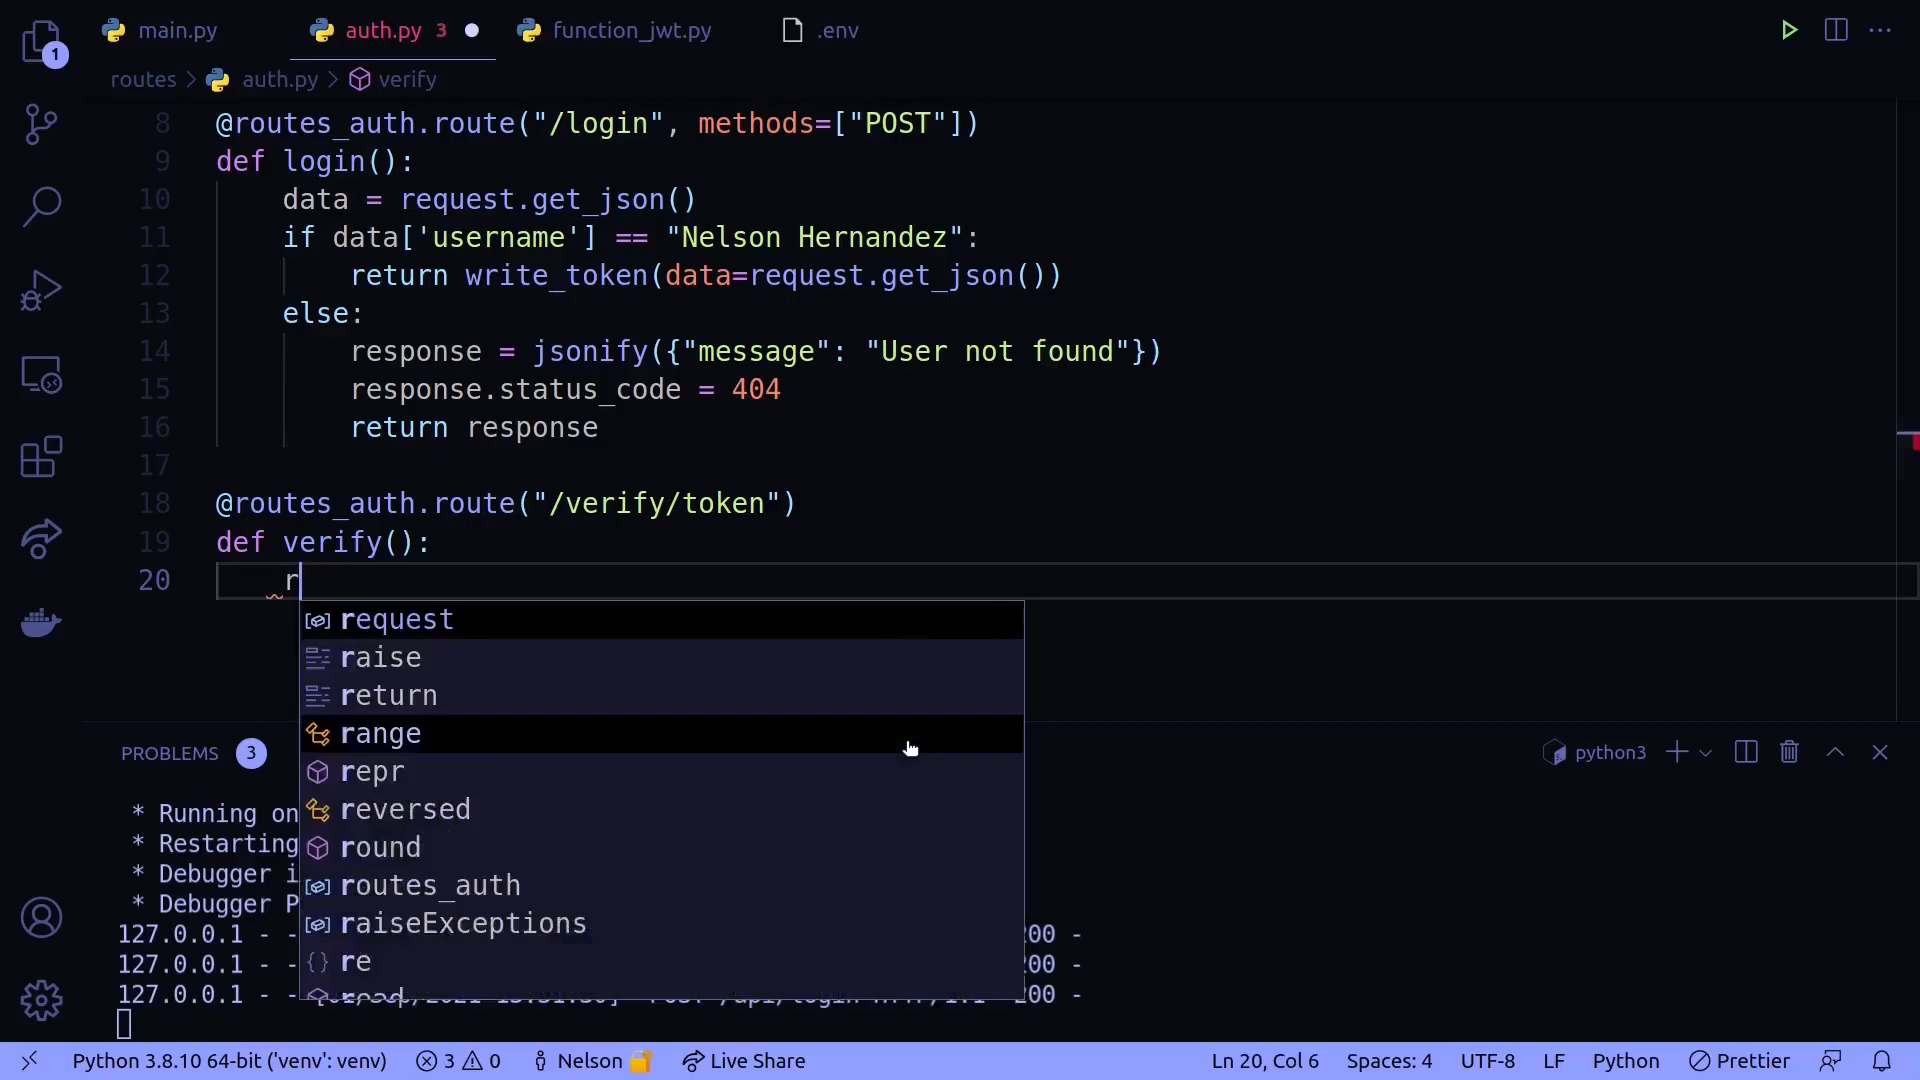 1
main.py
auth.py 3
function_jwt.py
.env
routes > auth.py > verify
8 @routes_auth.route("/login", methods=["POST"])
9 def login():
10 data = request.get_json()
11 if data['username'] == "Nelson Hernandez":
12 return write_token(data=request.get_json())
13 else:
14 response = jsonify({"message": "User not found"})
15 response.status_code = 404
16 return response
17
18 @routes_auth.route("/verify/token")
19 def verify():
20 r
request
raise
return
range
repr
reversed
round
routes_auth
raiseExceptions
re
read
PROBLEMS 3
python3
* Running on
* Restarting
* Debugger i
* Debugger P
127.0.0.1 - - 200 -
127.0.0.1 - - 200 -
127.0.0.1 - - 200 -
Python 3.8.10 64-bit ('venv': venv) 3 0 Nelson Live Share Ln 20, Col 6 Spaces: 4 UTF-8 LF Python Prettier